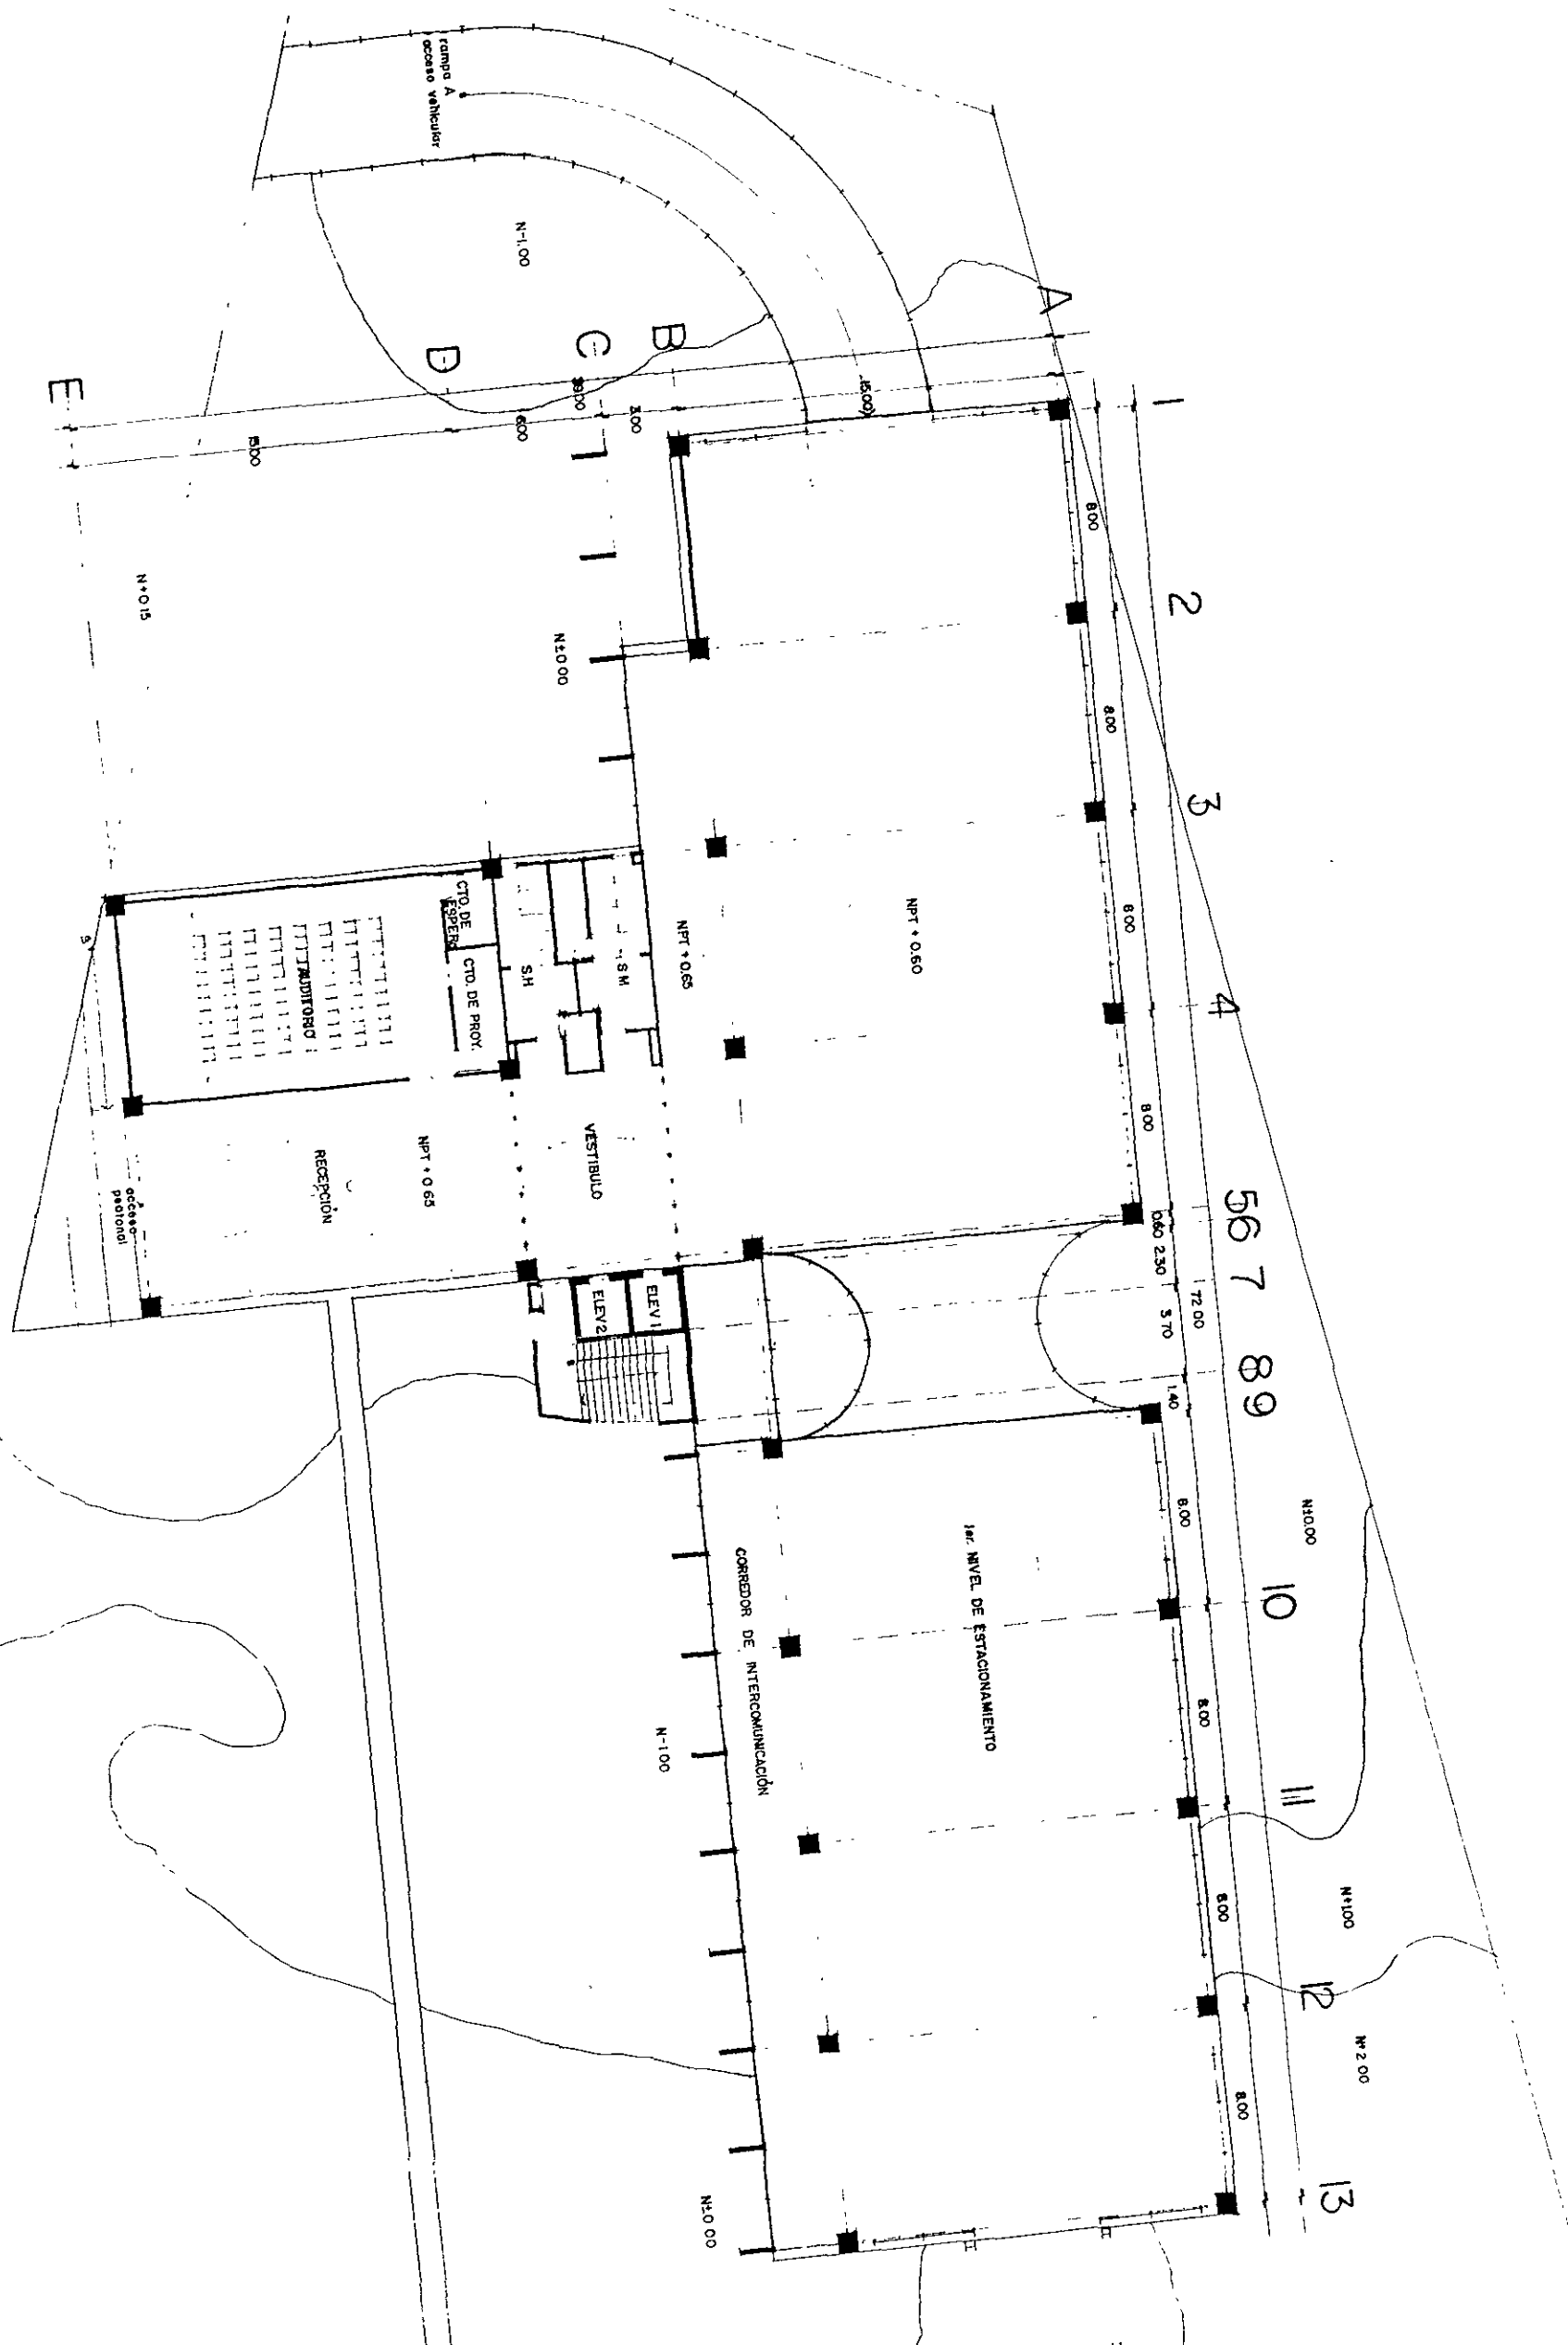 rampa A
acceso vehicular
N-1.00
A
B
C
D
E
15.00
3.00
6.00
15.00
1
2
3
4
5
6
7
8
9
10
11
12
13
8.00
8.00
8.00
8.00
0.60
2.30
3.70
1.40
72.00
8.00
8.00
8.00
8.00
N+0.15
N±0.00
NPT + 0.60
NPT + 0.65
S.M
S.H
CTO. DE
CTO. DE PROY.
AUDITORIO
VESTIBULO
NPT + 0.65
RECEPCIÓN
acceso
peatonal
ELEV 1
ELEV 2
1er. NIVEL DE ESTACIONAMIENTO
CORREDOR DE INTERCOMUNICACIÓN
N-1.00
N±0.00
N±0.00
N+1.00
N+2.00